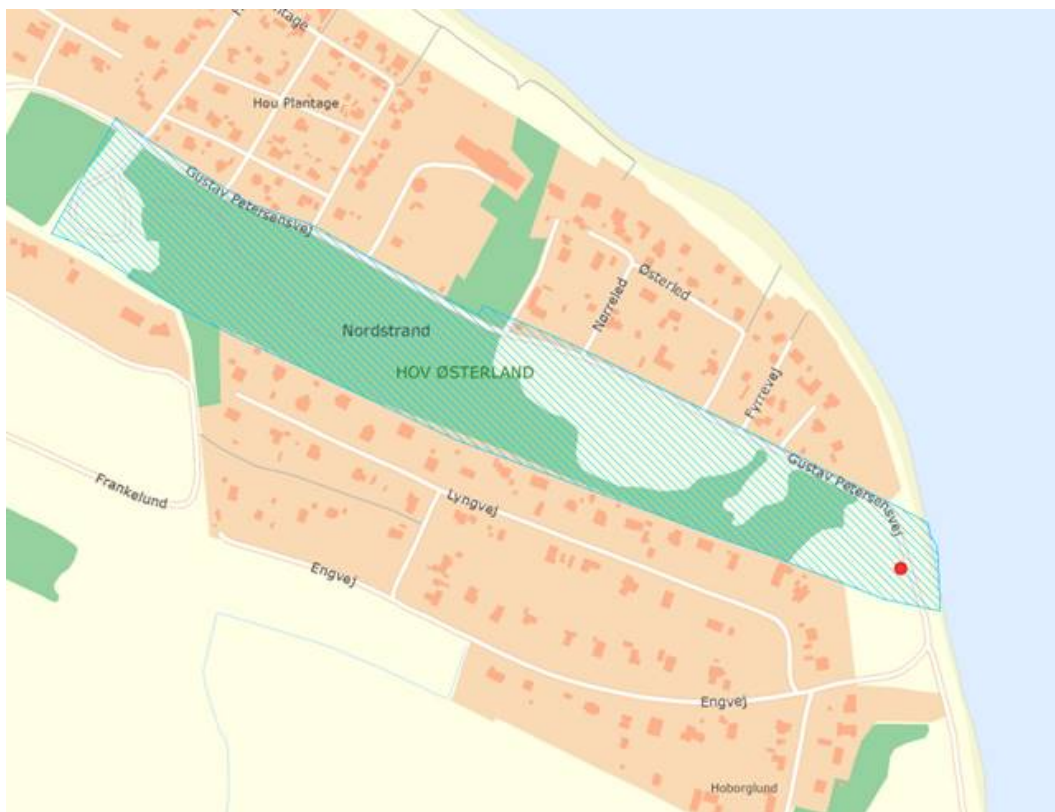 Hou Plantage
Gustav Petersensvej
Østerled
Nørreled
Nordstrand
HOV ØSTERLAND
Fyrrevej
Gustav Petersensvej
Frankelund
Lyngvej
Engvej
Engvej
Hoborglund